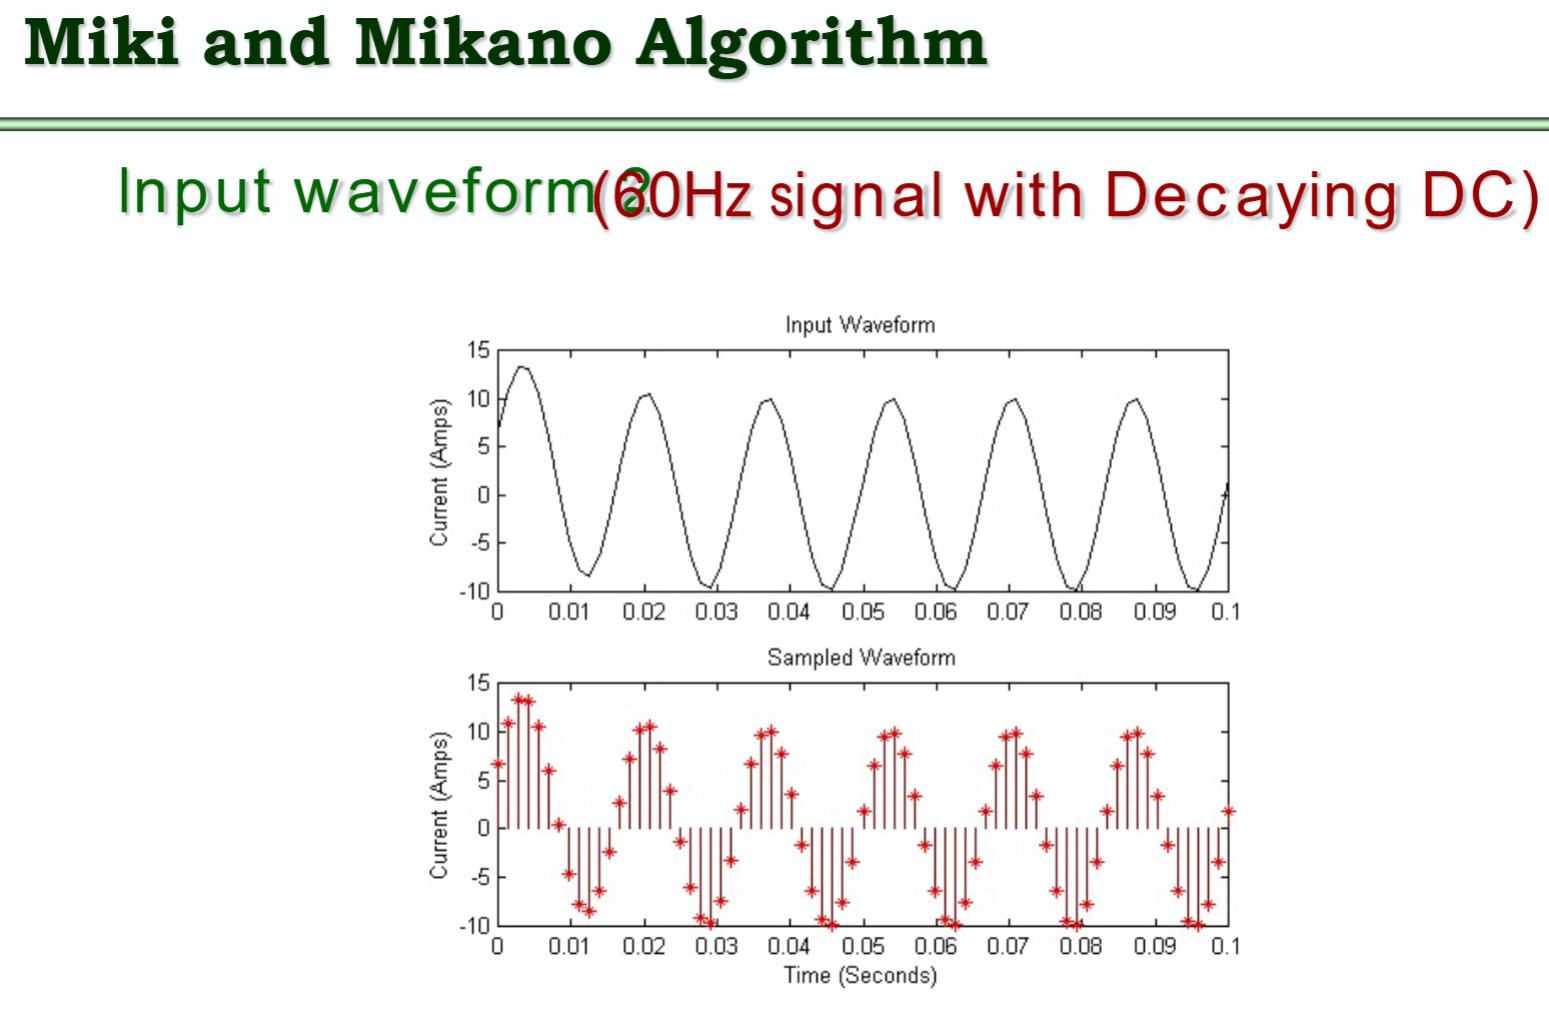 Miki and Mikano Algorithm
Input waveform 2 (60Hz signal with Decaying DC)
Input Waveform
15
10
5
0
-5
-10
Current (Amps)
0 0.01 0.02 0.03 0.04 0.05 0.06 0.07 0.08 0.09 0.1
Sampled Waveform
15
10
5
0
-5
-10
Current (Amps)
0 0.01 0.02 0.03 0.04 0.05 0.06 0.07 0.08 0.09 0.1
Time (Seconds)